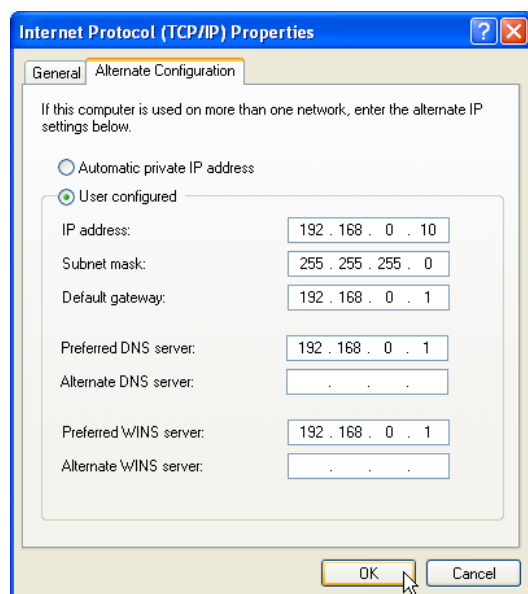 Internet Protocol (TCP/IP) Properties
General Alternate Configuration
If this computer is used on more than one network, enter the alternate IP
settings below.
Automatic private IP address
User configured
IP address: 192 . 168 . 0 . 10
Subnet mask: 255 . 255 . 255 . 0
Default gateway: 192 . 168 . 0 . 1
Preferred DNS server: 192 . 168 . 0 . 1
Alternate DNS server: . . .
Preferred WINS server: 192 . 168 . 0 . 1
Alternate WINS server: . . .
OK Cancel